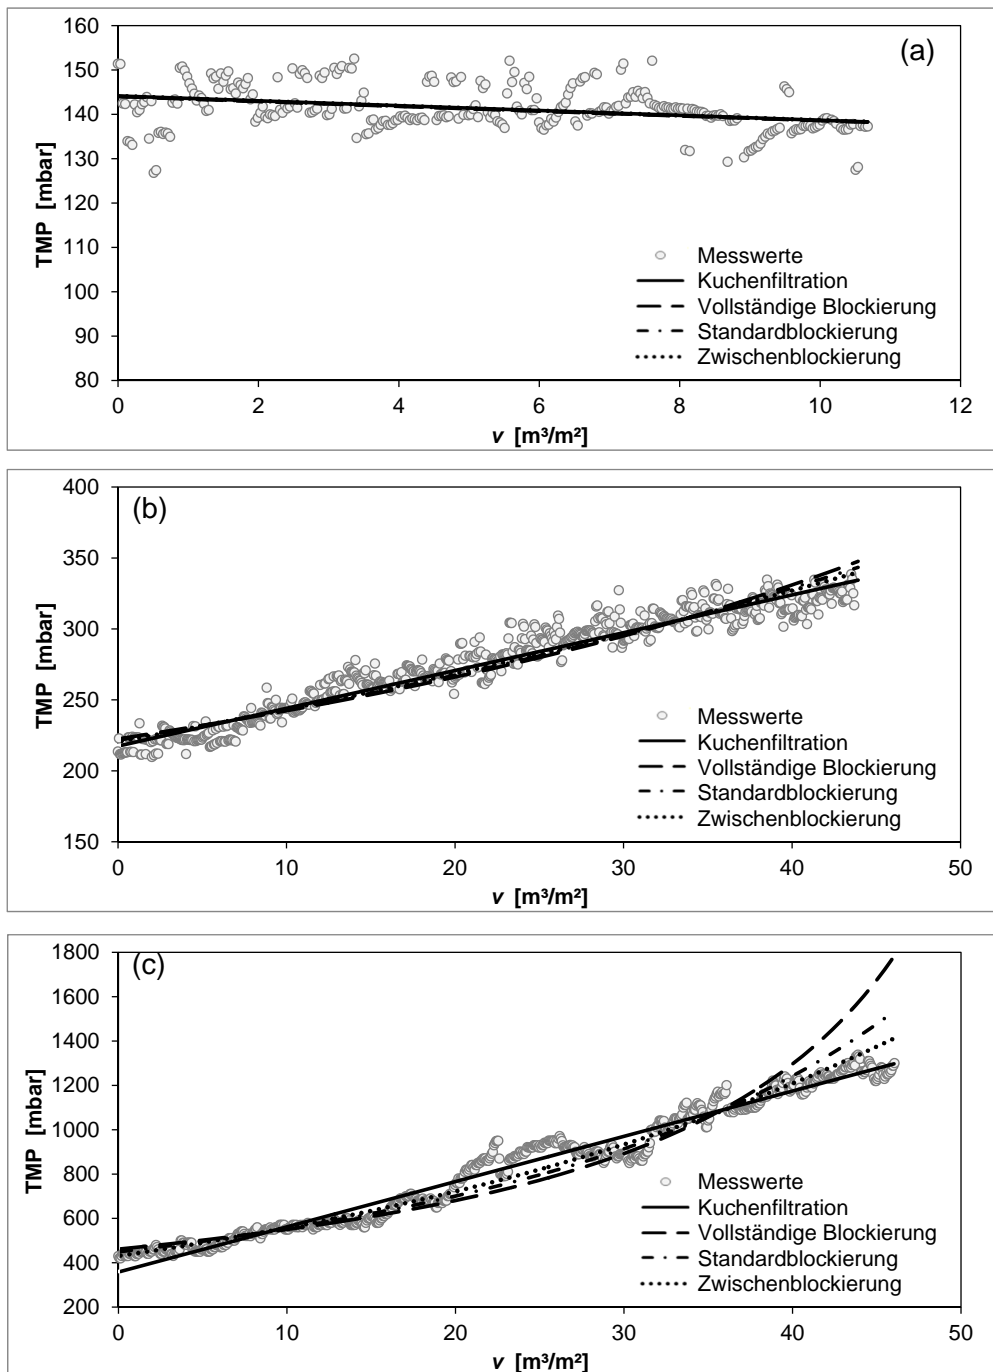 (a)
TMP [mbar]
160
150
140
130
120
110
100
90
80
Messwerte
Kuchenfiltration
Vollständige Blockierung
Standardblockierung
Zwischenblockierung
0 2 4 6 8 10 12
v [m³/m²]
(b)
TMP [mbar]
400
350
300
250
200
150
Messwerte
Kuchenfiltration
Vollständige Blockierung
Standardblockierung
Zwischenblockierung
0 10 20 30 40 50
v [m³/m²]
(c)
TMP [mbar]
1800
1600
1400
1200
1000
800
600
400
200
Messwerte
Kuchenfiltration
Vollständige Blockierung
Standardblockierung
Zwischenblockierung
0 10 20 30 40 50
v [m³/m²]